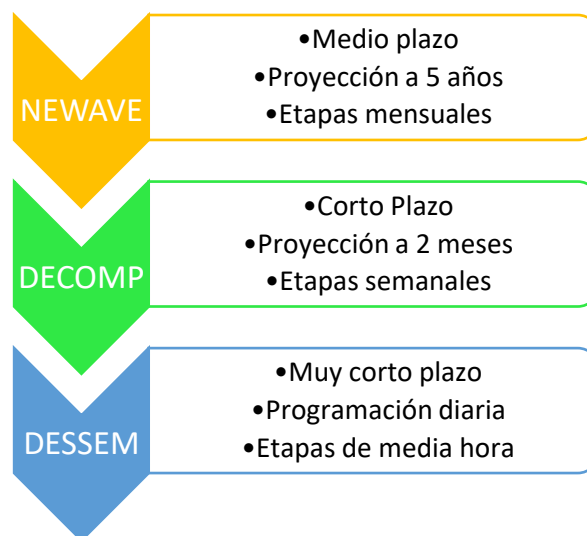 NEWAVE
•Medio plazo
•Proyección a 5 años
•Etapas mensuales
DECOMP
•Corto Plazo
•Proyección a 2 meses
•Etapas semanales
DESSEM
•Muy corto plazo
•Programación diaria
•Etapas de media hora